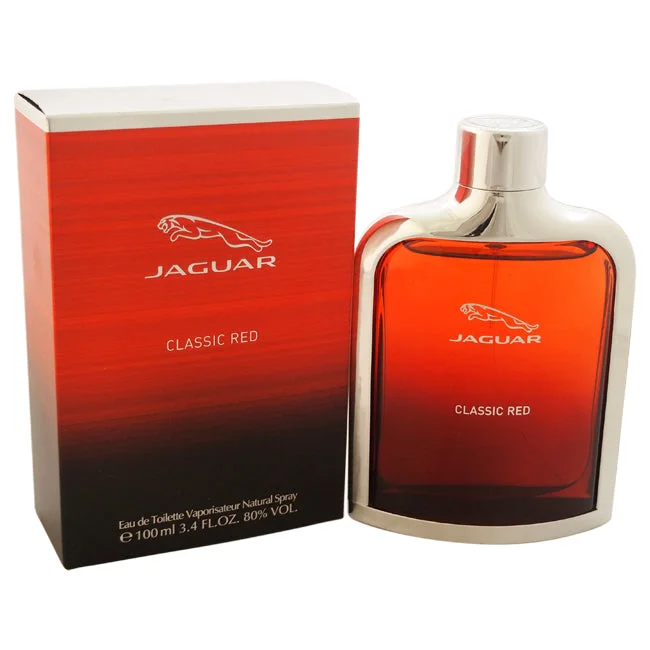 JAGUAR
CLASSIC RED
Eau de Toilette Vaporisateur Natural Spray
℮ 100 ml 3.4 FL.OZ. 80% VOL.
JAGUAR
CLASSIC RED